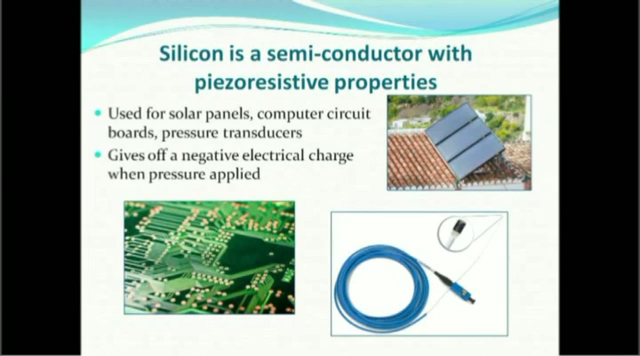 Silicon is a semi-conductor with
piezoresistive properties
Used for solar panels, computer circuit
boards, pressure transducers
Gives off a negative electrical charge
when pressure applied